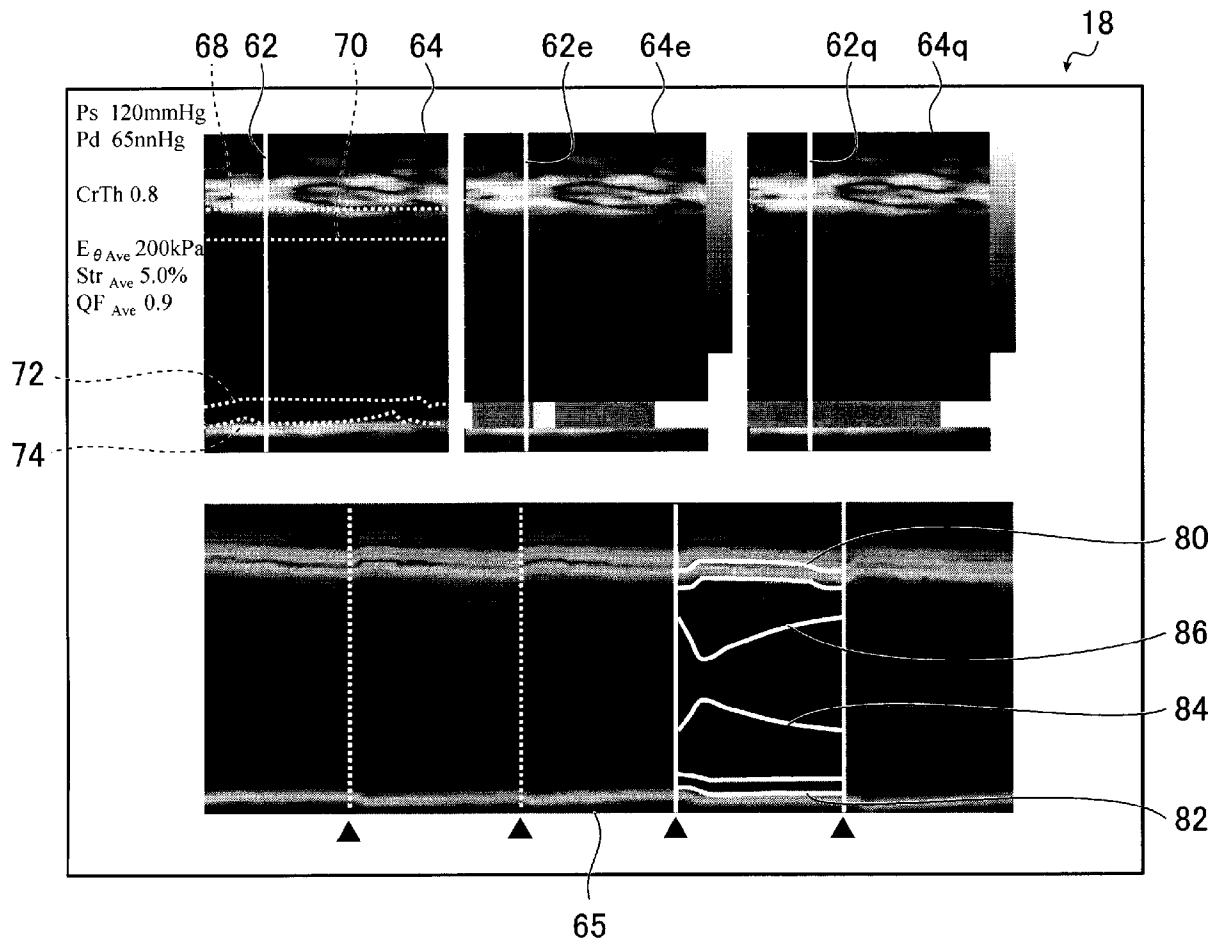 18
68 62 70 64 62e 64e 62q 64q
Ps 120mmHg
Pd 65nnHg
CrTh 0.8
E θ Ave 200kPa
Str Ave 5.0%
QF Ave 0.9
72
74
80
86
84
82
65